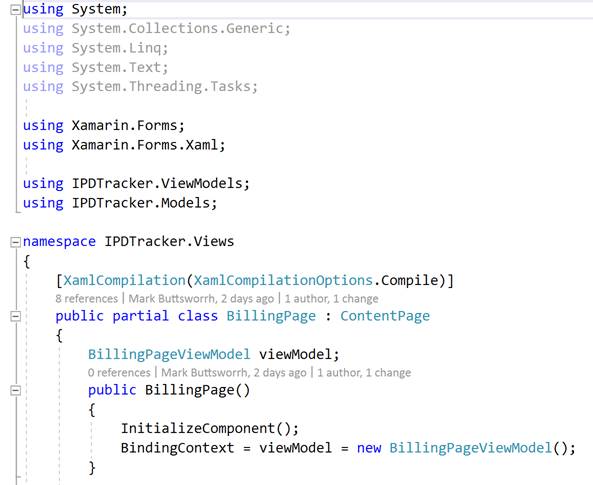 using System;
using System.Collections.Generic;
using System.Linq;
using System.Text;
using System.Threading.Tasks;
using Xamarin.Forms;
using Xamarin.Forms.Xaml;
using IPDTracker.ViewModels;
using IPDTracker.Models;
namespace IPDTracker.Views
{
[XamlCompilation(XamlCompilationOptions.Compile)]
8 references | Mark Buttsworrh, 2 days ago | 1 author, 1 change
public partial class BillingPage : ContentPage
{
BillingPageViewModel viewModel;
0 references | Mark Buttsworrh, 2 days ago | 1 author, 1 change
public BillingPage()
{
InitializeComponent();
BindingContext = viewModel = new BillingPageViewModel();
}